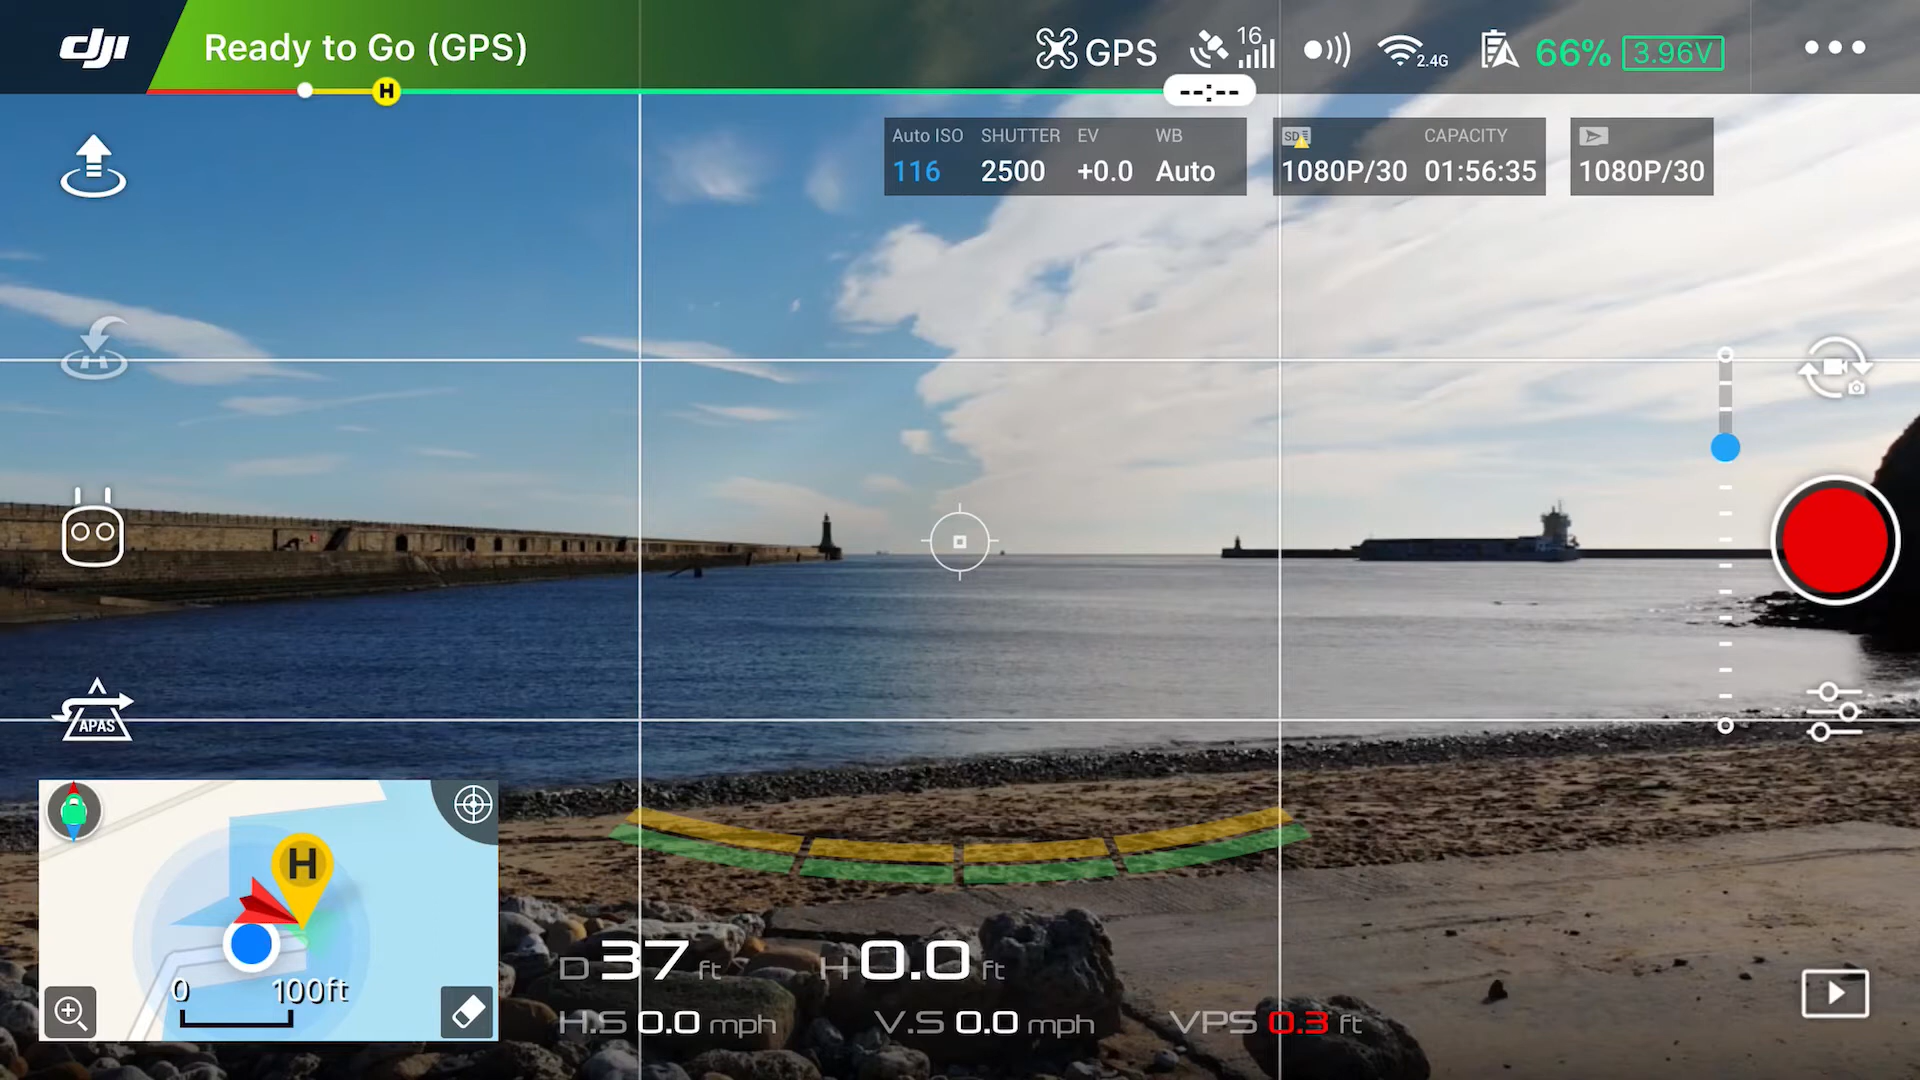 dji
Ready to Go (GPS)
GPS
16
2.4G
66%
3.96V
H
--:--
Auto ISO
116
SHUTTER
2500
EV
+0.0
WB
Auto
SD
1080P/30
CAPACITY
01:56:35
1080P/30
H
APAS
H
0
100ft
D 37 ft
H 0.0 ft
H.S 0.0 mph
V.S 0.0 mph
VPS 0.3 ft